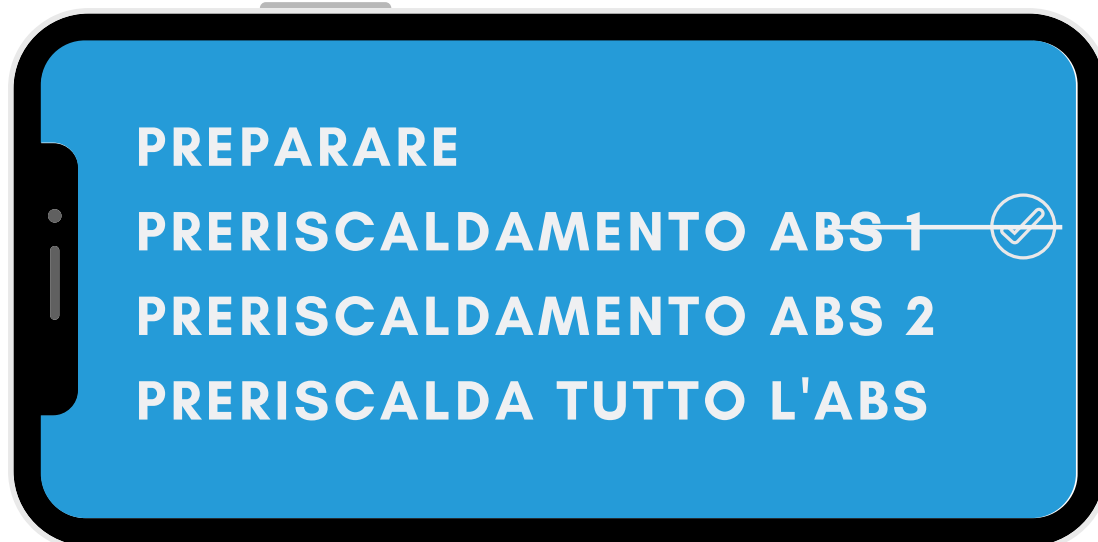 PREPARARE
PRERISCALDAMENTO ABS 1
PRERISCALDAMENTO ABS 2
PRERISCALDA TUTTO L'ABS